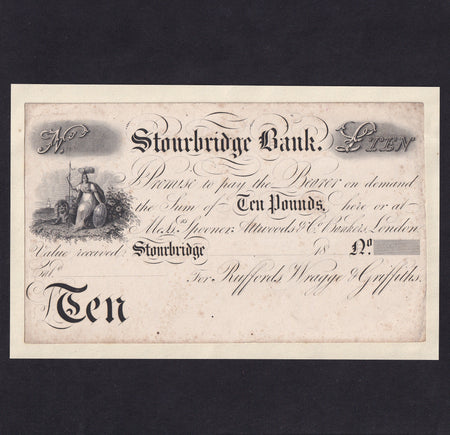 No. Stourbridge Bank. £TEN
I Promise to pay the Bearer on demand
the Sum of Ten Pounds, here or at
Mess.rs Spooner, Attwoods & Co. Bankers, London.
Value received. Stourbridge 18 No.
Ent.d
For Ruffords, Wragge & Griffiths.
Ten